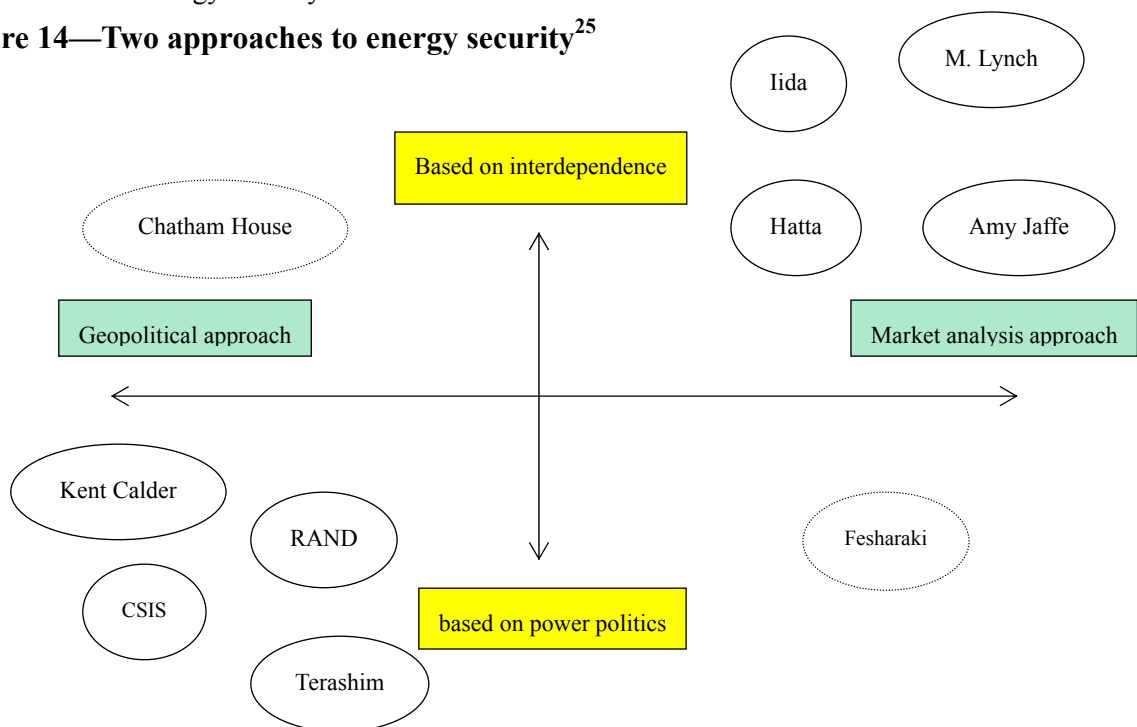 re 14—Two approaches to energy security25
M. Lynch
Iida
Based on interdependence
Chatham House
Hatta
Amy Jaffe
Geopolitical approach
Market analysis approach
Kent Calder
RAND
Fesharaki
CSIS
based on power politics
Terashim